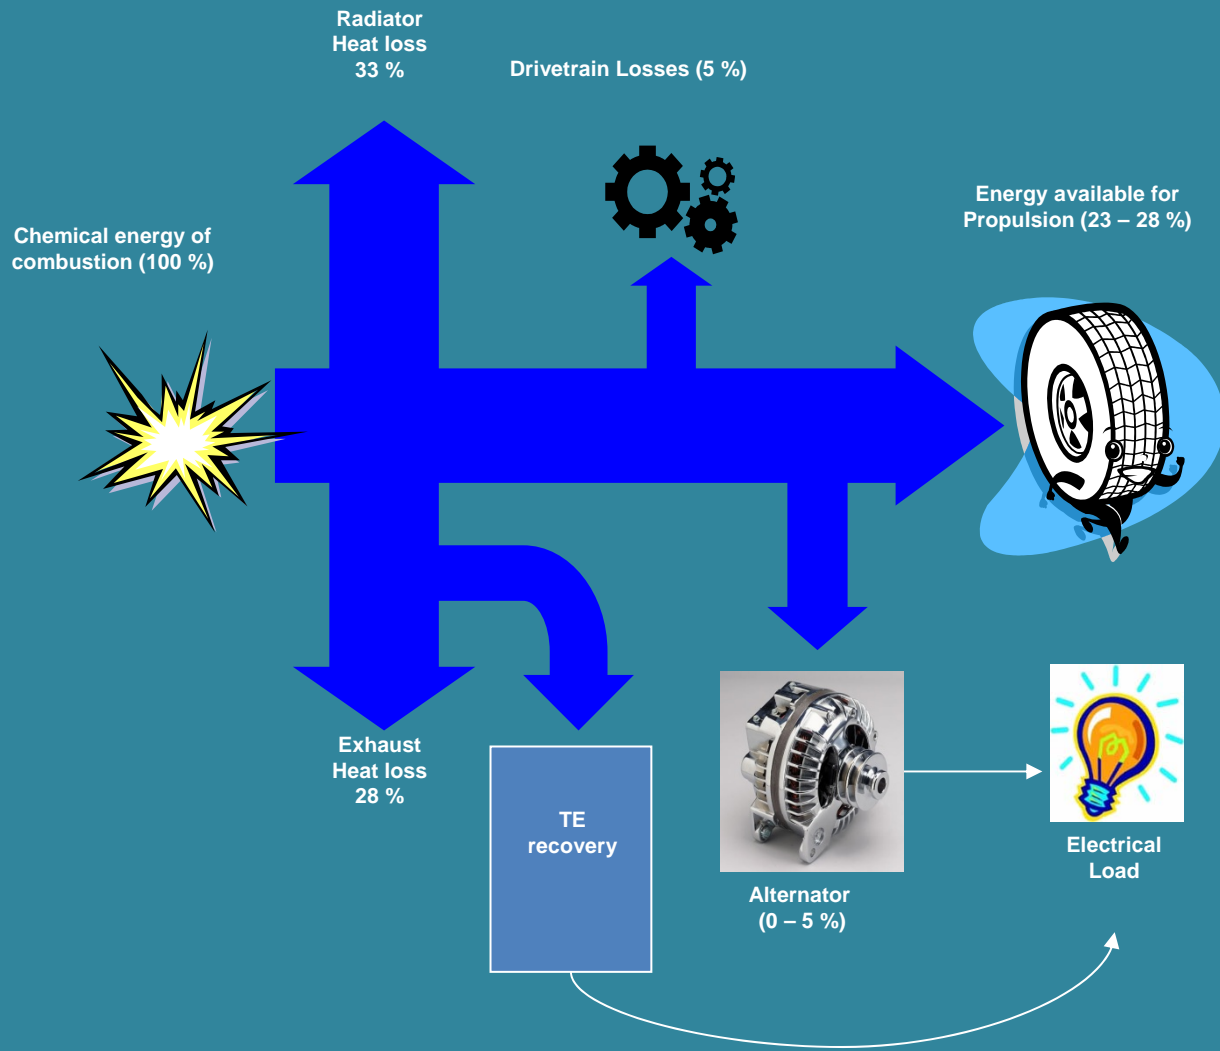 Radiator
Heat loss
33 %
Drivetrain Losses (5 %)
Energy available for
Propulsion (23 – 28 %)
Chemical energy of
combustion (100 %)
Exhaust
Heat loss
28 %
TE
recovery
Alternator
(0 – 5 %)
Electrical
Load